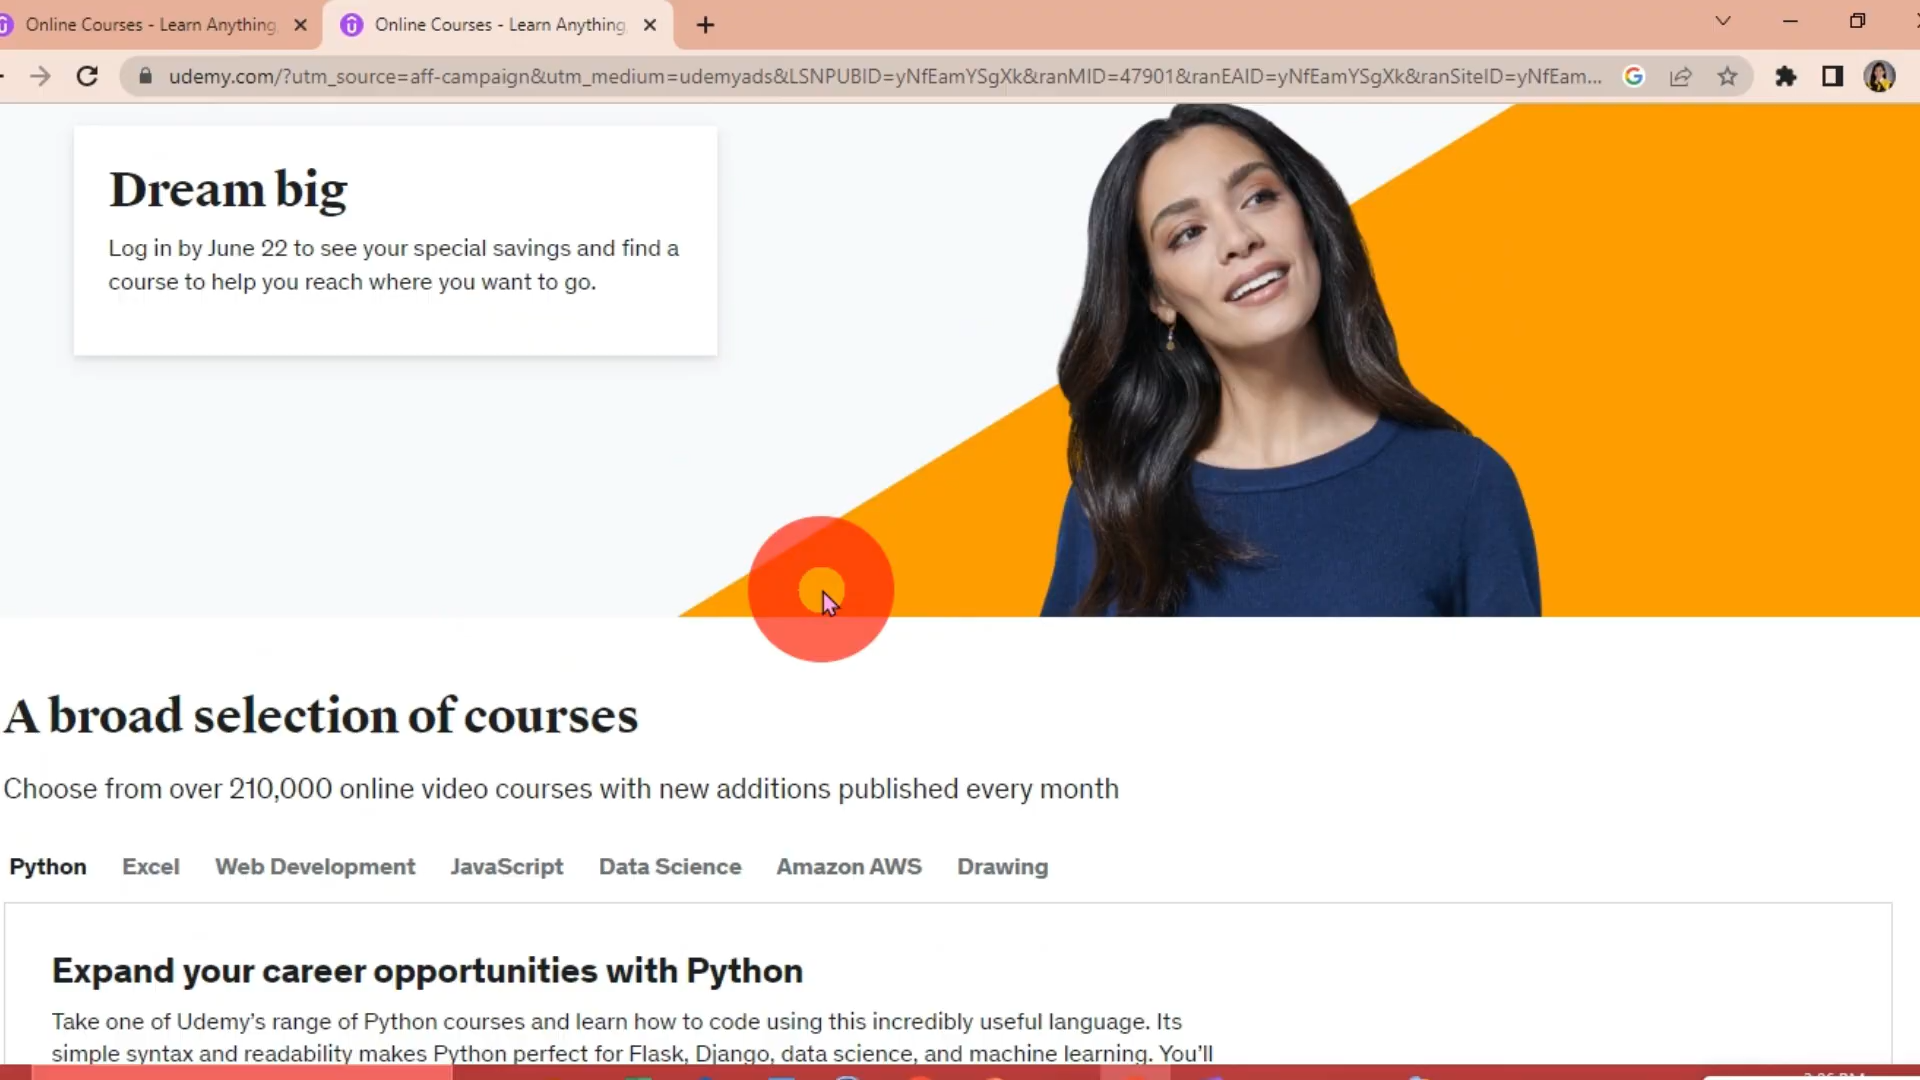 Online Courses - Learn Anything
Online Courses - Learn Anything
udemy.com/?utm_source=aff-campaign&utm_medium=udemyads&LSNPUBID=yNfEamYSgXk&ranMID=47901&ranEAID=yNfEamYSgXk&ranSiteID=yNfEam...
Dream big
Log in by June 22 to see your special savings and find a
course to help you reach where you want to go.
A broad selection of courses
Choose from over 210,000 online video courses with new additions published every month
Python Excel Web Development JavaScript Data Science Amazon AWS Drawing
Expand your career opportunities with Python
Take one of Udemy’s range of Python courses and learn how to code using this incredibly useful language. Its
simple syntax and readability makes Python perfect for Flask, Django, data science, and machine learning. You’ll